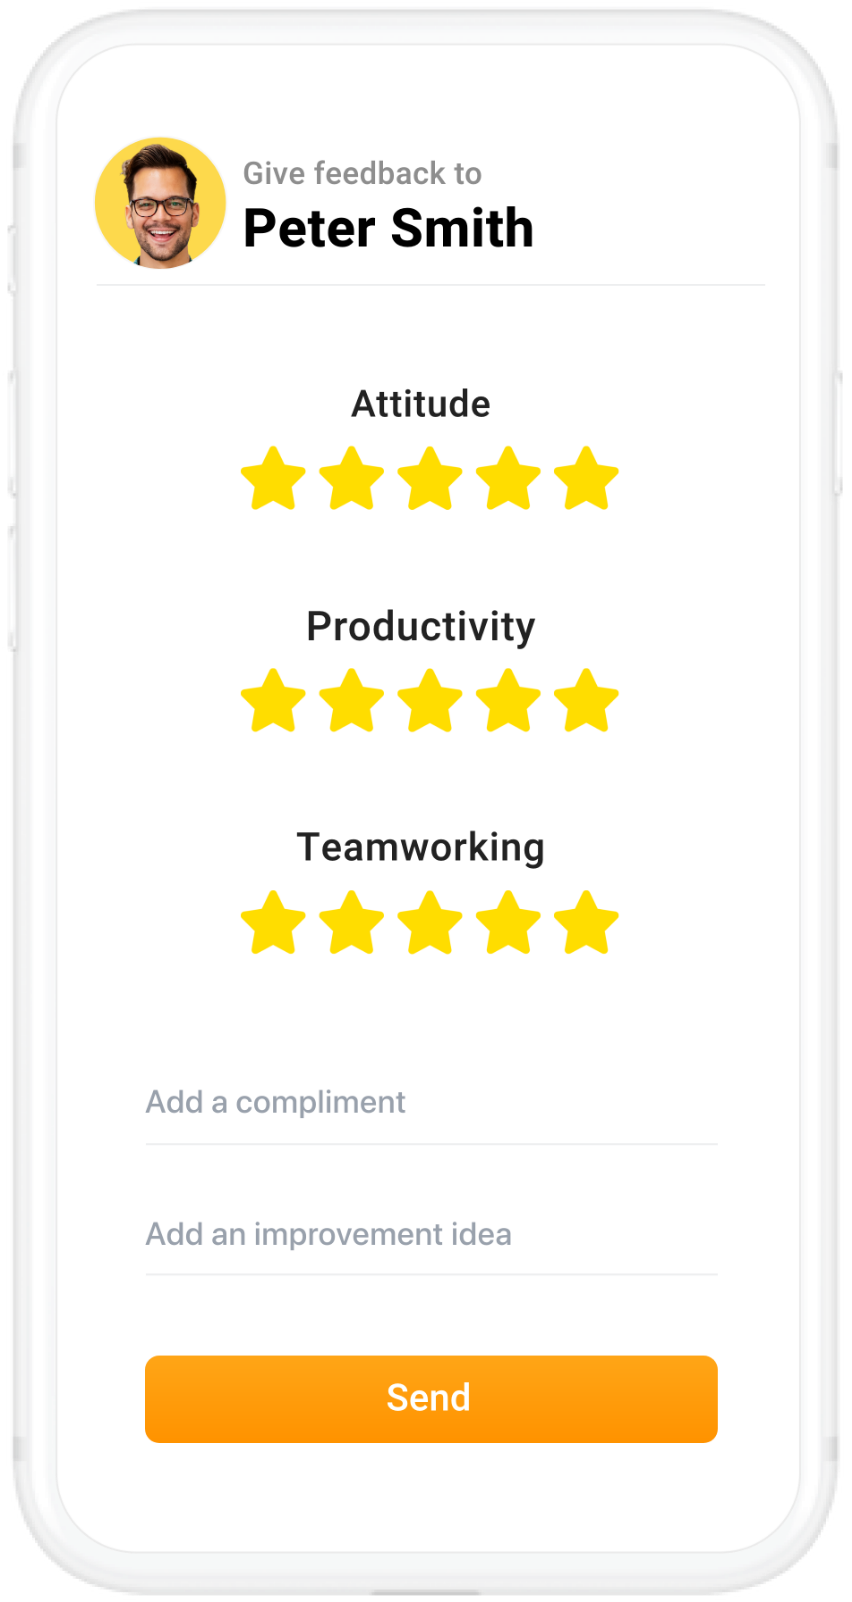 Give feedback to
Peter Smith
Attitude
Productivity
Teamworking
Add a compliment
Add an improvement idea
Send